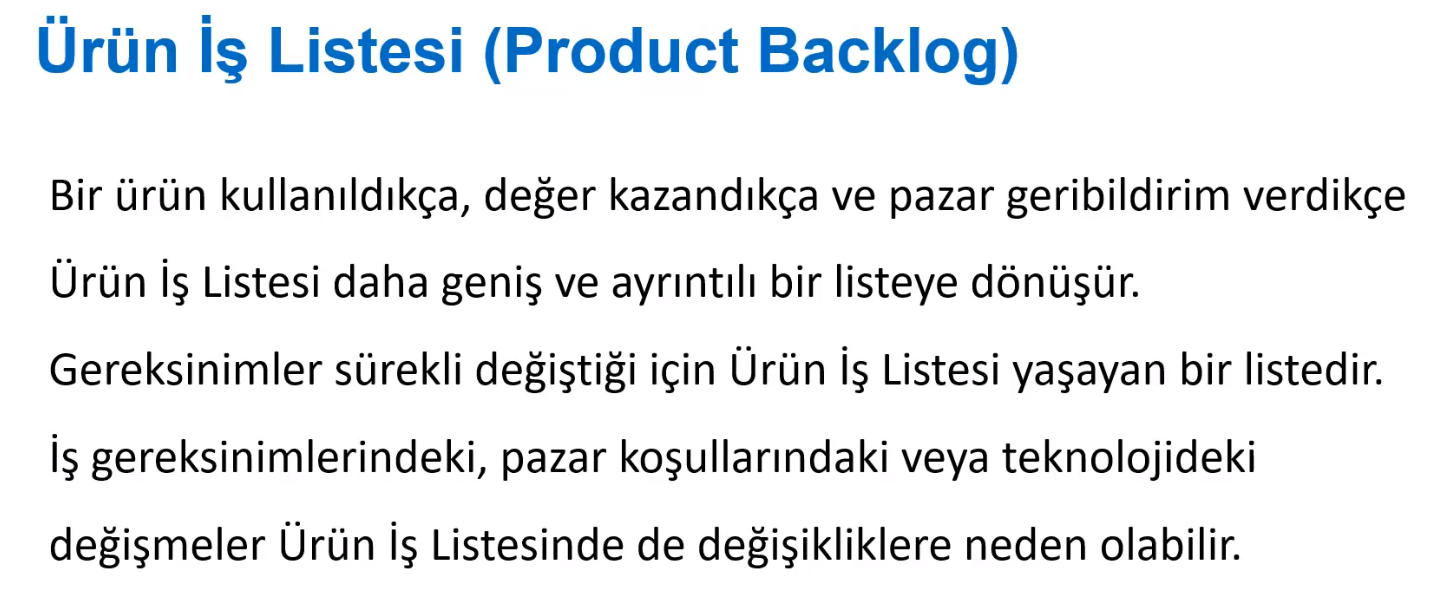 Ürün İş Listesi (Product Backlog)
Bir ürün kullanıldıkça, değer kazandıkça ve pazar geribildirim verdikçe
Ürün İş Listesi daha geniş ve ayrıntılı bir listeye dönüşür.
Gereksinimler sürekli değiştiği için Ürün İş Listesi yaşayan bir listedir.
İş gereksinimlerindeki, pazar koşullarındaki veya teknolojideki
değişmeler Ürün İş Listesinde de değişikliklere neden olabilir.